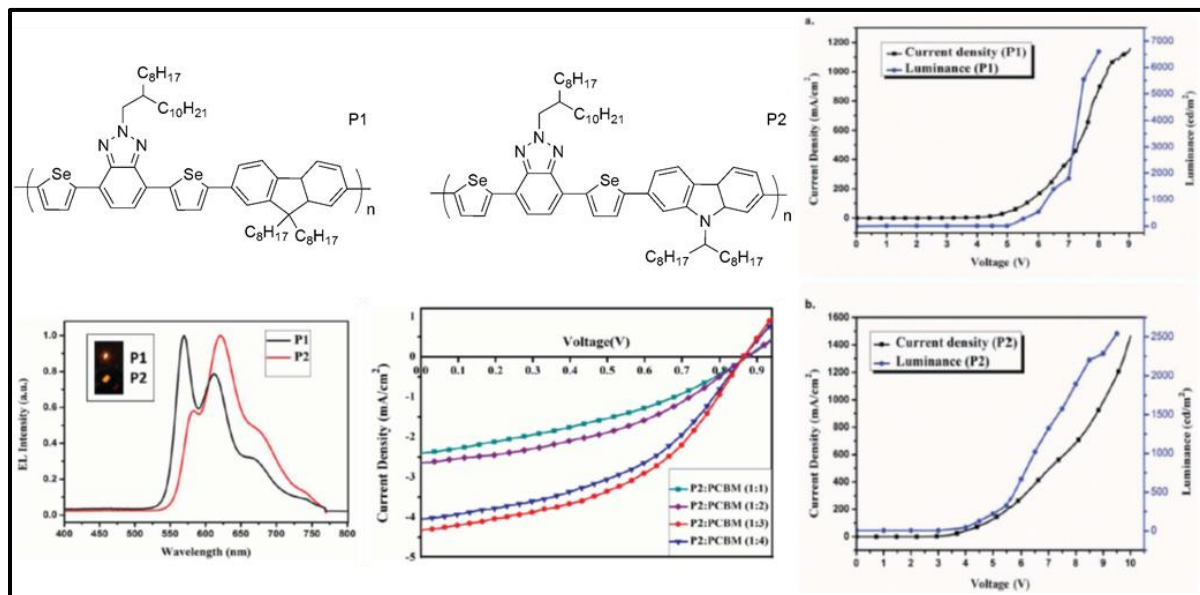 C8H17
C10H21
P1
N
N N
Se
Se
n
C8H17 C8H17
C8H17
C10H21
P2
N
N N
Se
Se
n
N
C8H17 C8H17
a.
Current density (P1)
Luminance (P1)
Current Density (mA/cm²)
1200
1000
800
600
400
200
0
7000
6000
5000
4000
3000
2000
1000
0
Luminance (cd/m²)
0 1 2 3 4 5 6 7 8 9
Voltage (V)
EL Intensity (a.u.)
1.0
0.8
0.6
0.4
0.2
0.0
P1
P2
P1
P2
400 450 500 550 600 650 700 750 800
Wavelength (nm)
Current Density (mA/cm²)
1
0
-1
-2
-3
-4
-5
Voltage(V)
0.0 0.1 0.2 0.3 0.4 0.5 0.6 0.7 0.8 0.9
P2:PCBM (1:1)
P2:PCBM (1:2)
P2:PCBM (1:3)
P2:PCBM (1:4)
b.
Current density (P2)
Luminance (P2)
Current Density (mA/cm²)
1600
1400
1200
1000
800
600
400
200
0
2500
2000
1500
1000
500
0
Luminance (cd/m²)
0 1 2 3 4 5 6 7 8 9 10
Voltage (V)